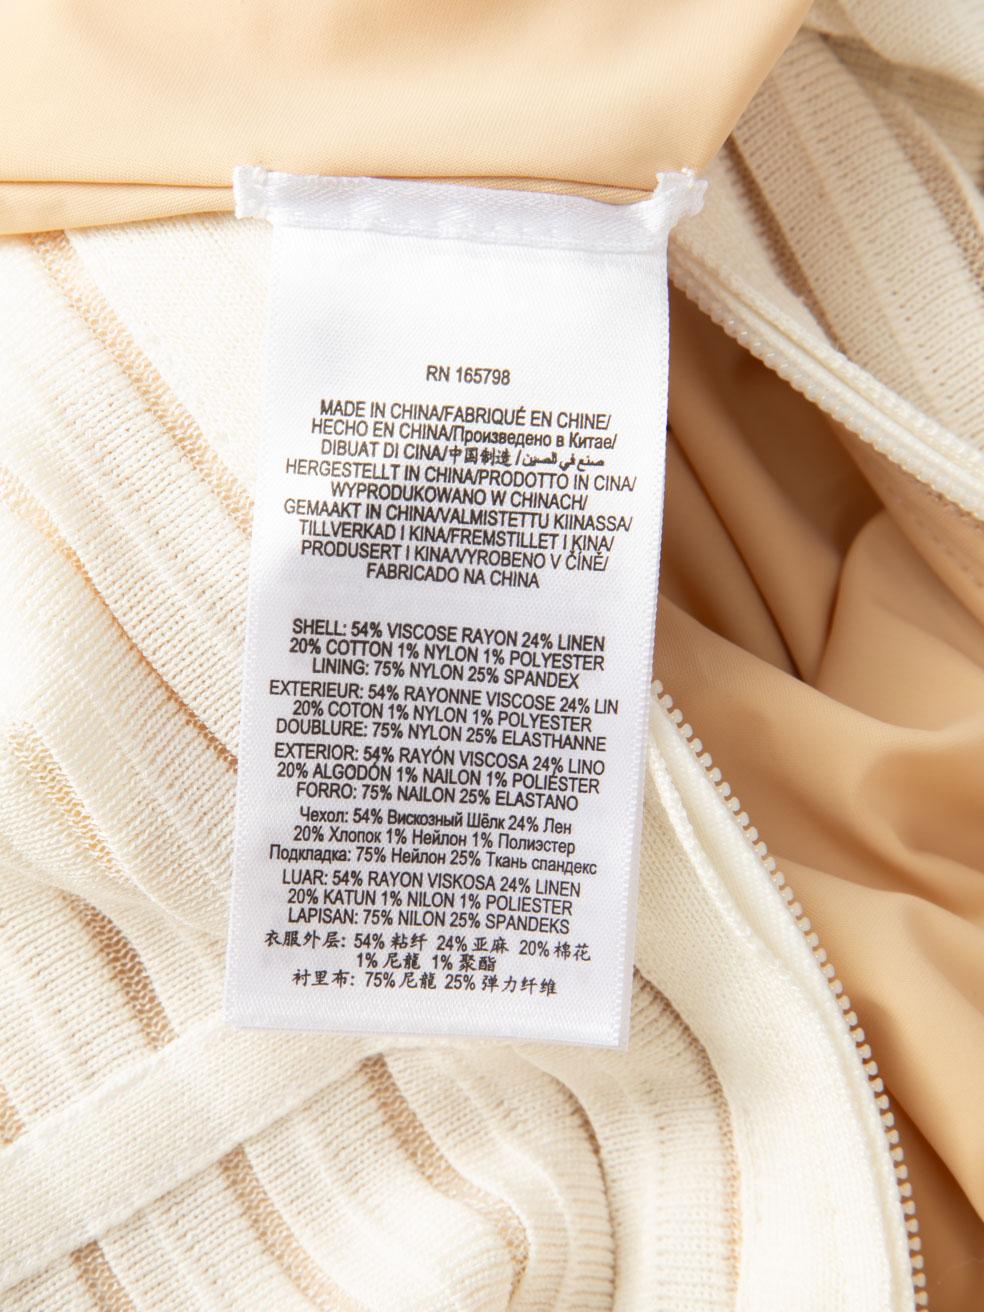 RN 165798
MADE IN CHINA/FABRIQUÉ EN CHINE/
HECHO EN CHINA/Произведено в Китае/
DIBUAT DI CINA/中国制造/صنع في الصين/
HERGESTELLT IN CHINA/PRODOTTO IN CINA/
WYPRODUKOWANO W CHINACH/
GEMAAKT IN CHINA/VALMISTETTU KIINASSA/
TILLVERKAD I KINA/FREMSTILLET I KINA/
PRODUSERT I KINA/VYROBENO V ČÍNĚ/
FABRICADO NA CHINA
SHELL: 54% VISCOSE RAYON 24% LINEN
20% COTTON 1% NYLON 1% POLYESTER
LINING: 75% NYLON 25% SPANDEX
EXTERIEUR: 54% RAYONNE VISCOSE 24% LIN
20% COTON 1% NYLON 1% POLYESTER
DOUBLURE: 75% NYLON 25% ELASTHANNE
EXTERIOR: 54% RAYÓN VISCOSA 24% LINO
20% ALGODÓN 1% NAILON 1% POLIÉSTER
FORRO: 75% NAILON 25% ELASTANO
Чехол: 54% Вискозный Шёлк 24% Лен
20% Хлопок 1% Нейлон 1% Полиэстер
Подкладка: 75% Нейлон 25% Ткань спандекс
LUAR: 54% RAYON VISKOSA 24% LINEN
20% KATUN 1% NILON 1% POLIESTER
LAPISAN: 75% NILON 25% SPANDEKS
衣服外层: 54% 粘纤 24% 亚麻 20% 棉花
1% 尼龍 1% 聚酯
衬里布: 75% 尼龍 25% 弹力纤维